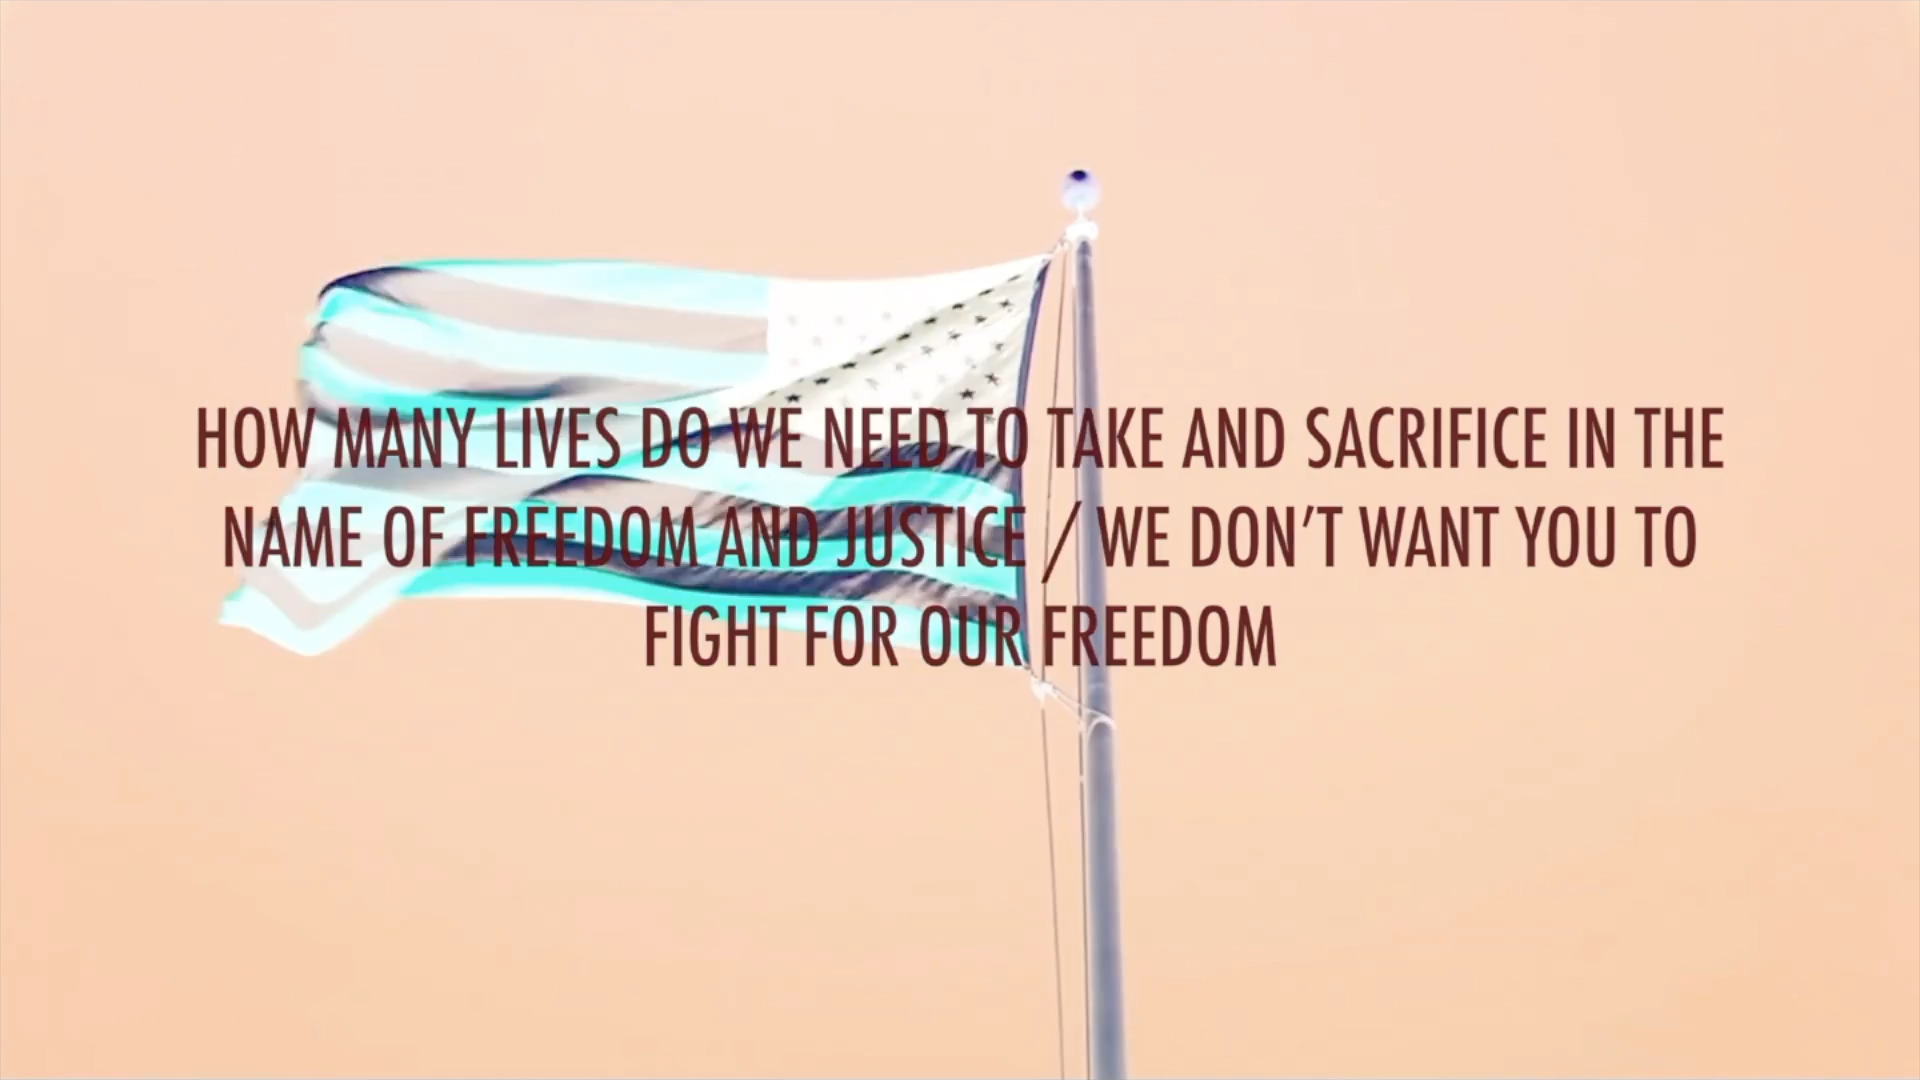 HOW MANY LIVES DO WE NEED TO TAKE AND SACRIFICE IN THE
NAME OF FREEDOM AND JUSTICE / WE DON’T WANT YOU TO
FIGHT FOR OUR FREEDOM